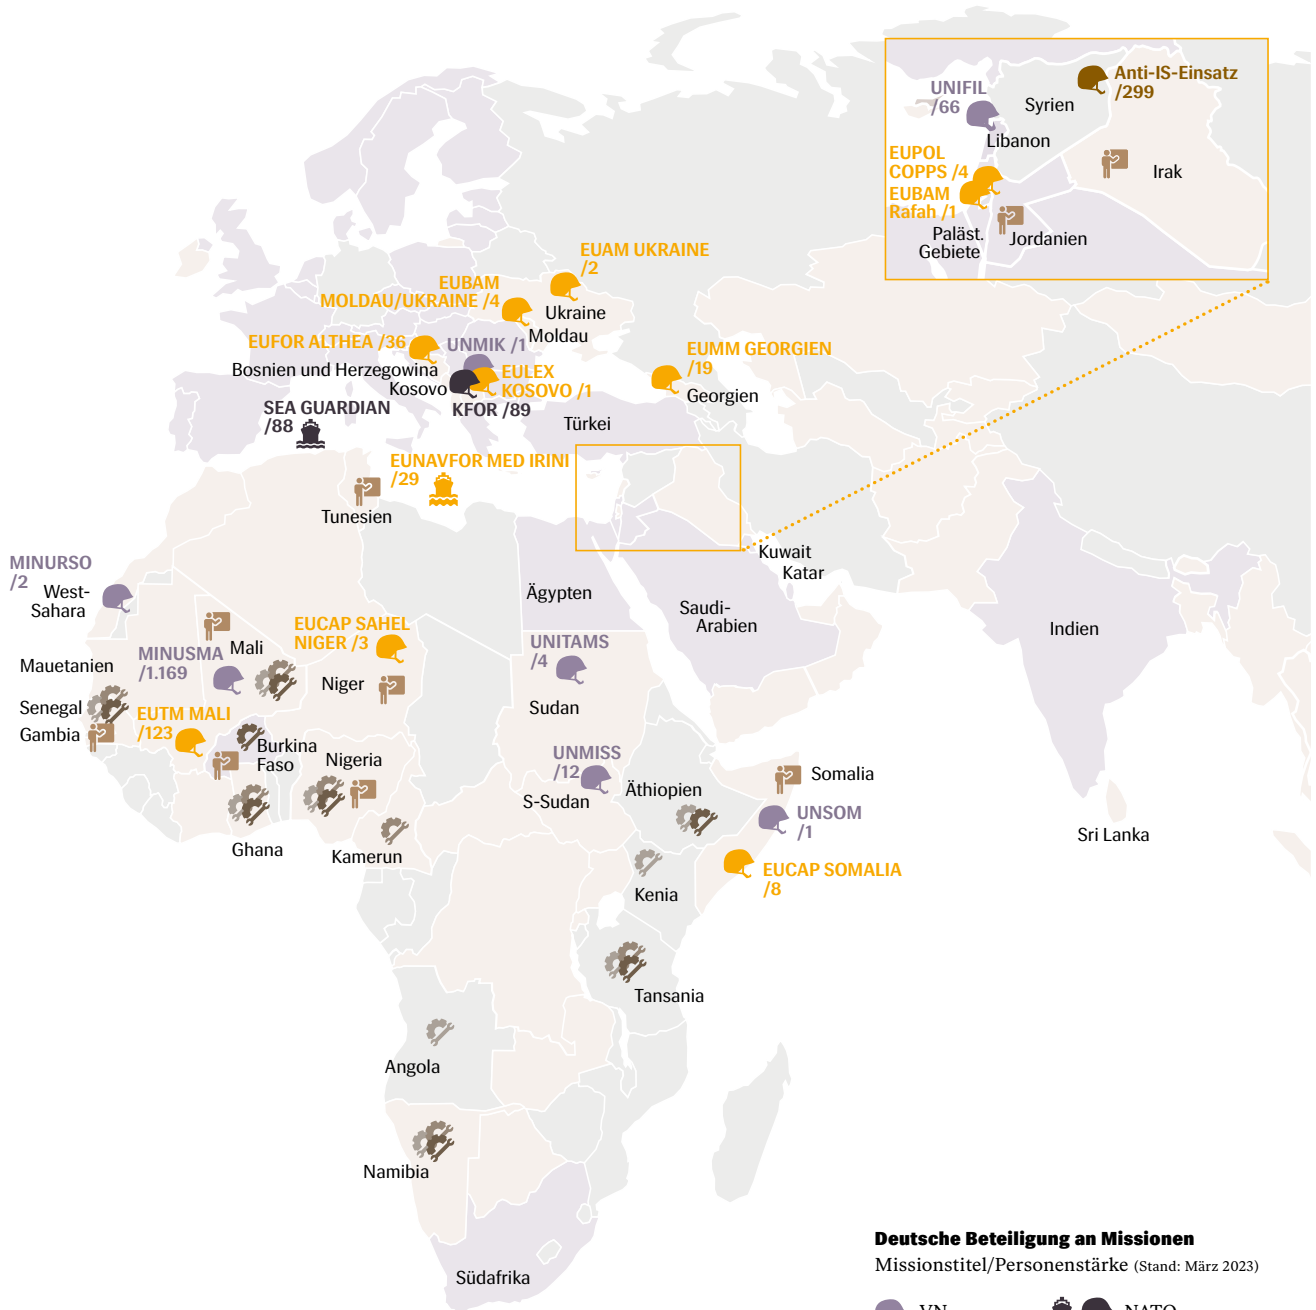 Anti-IS-Einsatz
/299
UNIFIL
/66
Syrien
Libanon
EUPOL
COPPS /4
Irak
EUBAM
Rafah /1
Paläst.
Gebiete
Jordanien
EUAM UKRAINE
/2
EUBAM
MOLDAU/UKRAINE /4
Ukraine
Moldau
EUFOR ALTHEA /36
UNMIK /1
EUMM GEORGIEN
/19
Bosnien und Herzegowina
Kosovo
EULEX
KOSOVO /1
Georgien
KFOR /89
SEA GUARDIAN
/88
Türkei
EUNAVFOR MED IRINI
/29
Tunesien
Kuwait
Katar
MINURSO
/2
West-
Sahara
Ägypten
Saudi-
Arabien
Indien
EUCAP SAHEL
NIGER /3
Mali
MINUSMA
/1.169
UNITAMS
/4
Mauetanien
Niger
Senegal
Gambia
EUTM MALI
/123
Sudan
Burkina
Faso
Nigeria
UNMISS
/12
S-Sudan
Äthiopien
Somalia
UNSOM
/1
Ghana
Kamerun
Sri Lanka
EUCAP SOMALIA
/8
Kenia
Tansania
Angola
Namibia
Südafrika
Deutsche Beteiligung an Missionen
Missionstitel/Personenstärke (Stand: März 2023)
VN
NATO